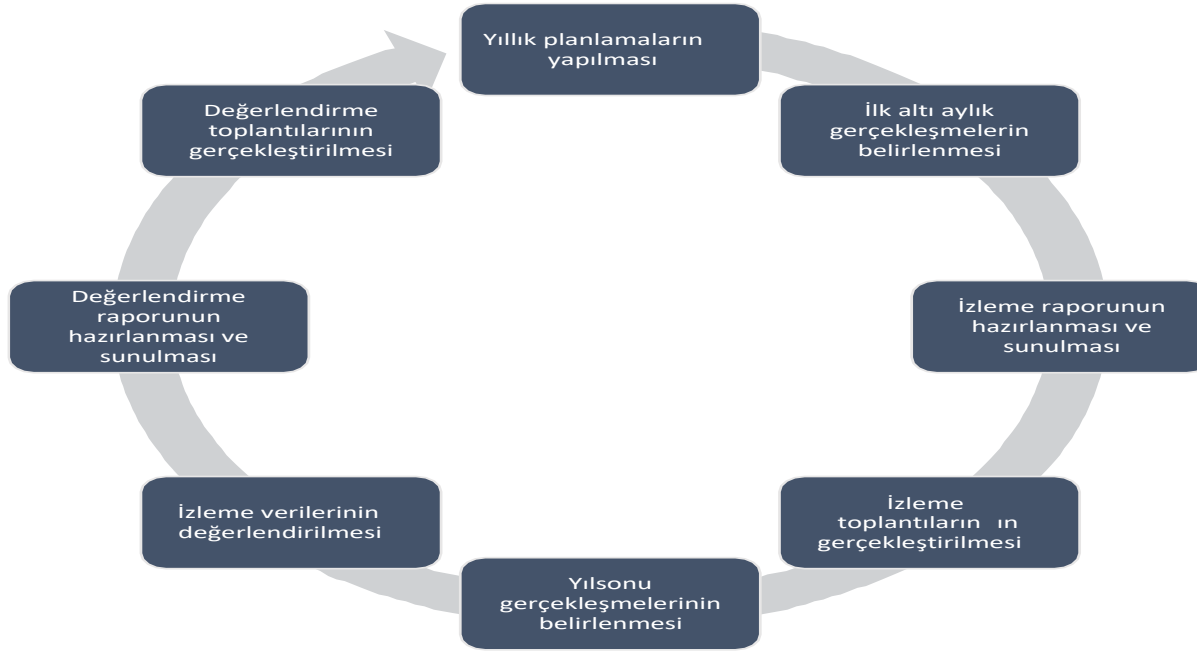 Yıllık planlamaların
yapılması
İlk altı aylık
gerçekleşmelerin
belirlenmesi
İzleme raporunun
hazırlanması ve
sunulması
İzleme
toplantıların  ın
gerçekleştirilmesi
Yılsonu
gerçekleşmelerinin
belirlenmesi
İzleme verilerinin
değerlendirilmesi
Değerlendirme
raporunun
hazırlanması ve
sunulması
Değerlendirme
toplantılarının
gerçekleştirilmesi